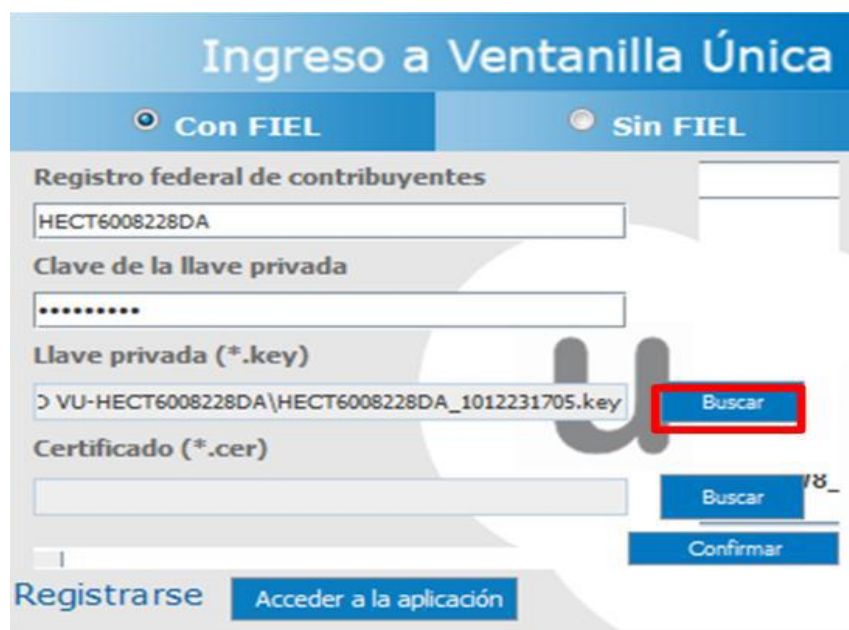 Ingreso a Ventanilla Única
Con FIEL
Sin FIEL
Registro federal de contribuyentes
HECT6008228DA
Clave de la llave privada
•••••••••
Llave privada (*.key)
VU-HECT6008228DA\HECT6008228DA_1012231705.key
Buscar
Certificado (*.cer)
Buscar
Confirmar
Registrarse
Acceder a la aplicación
u